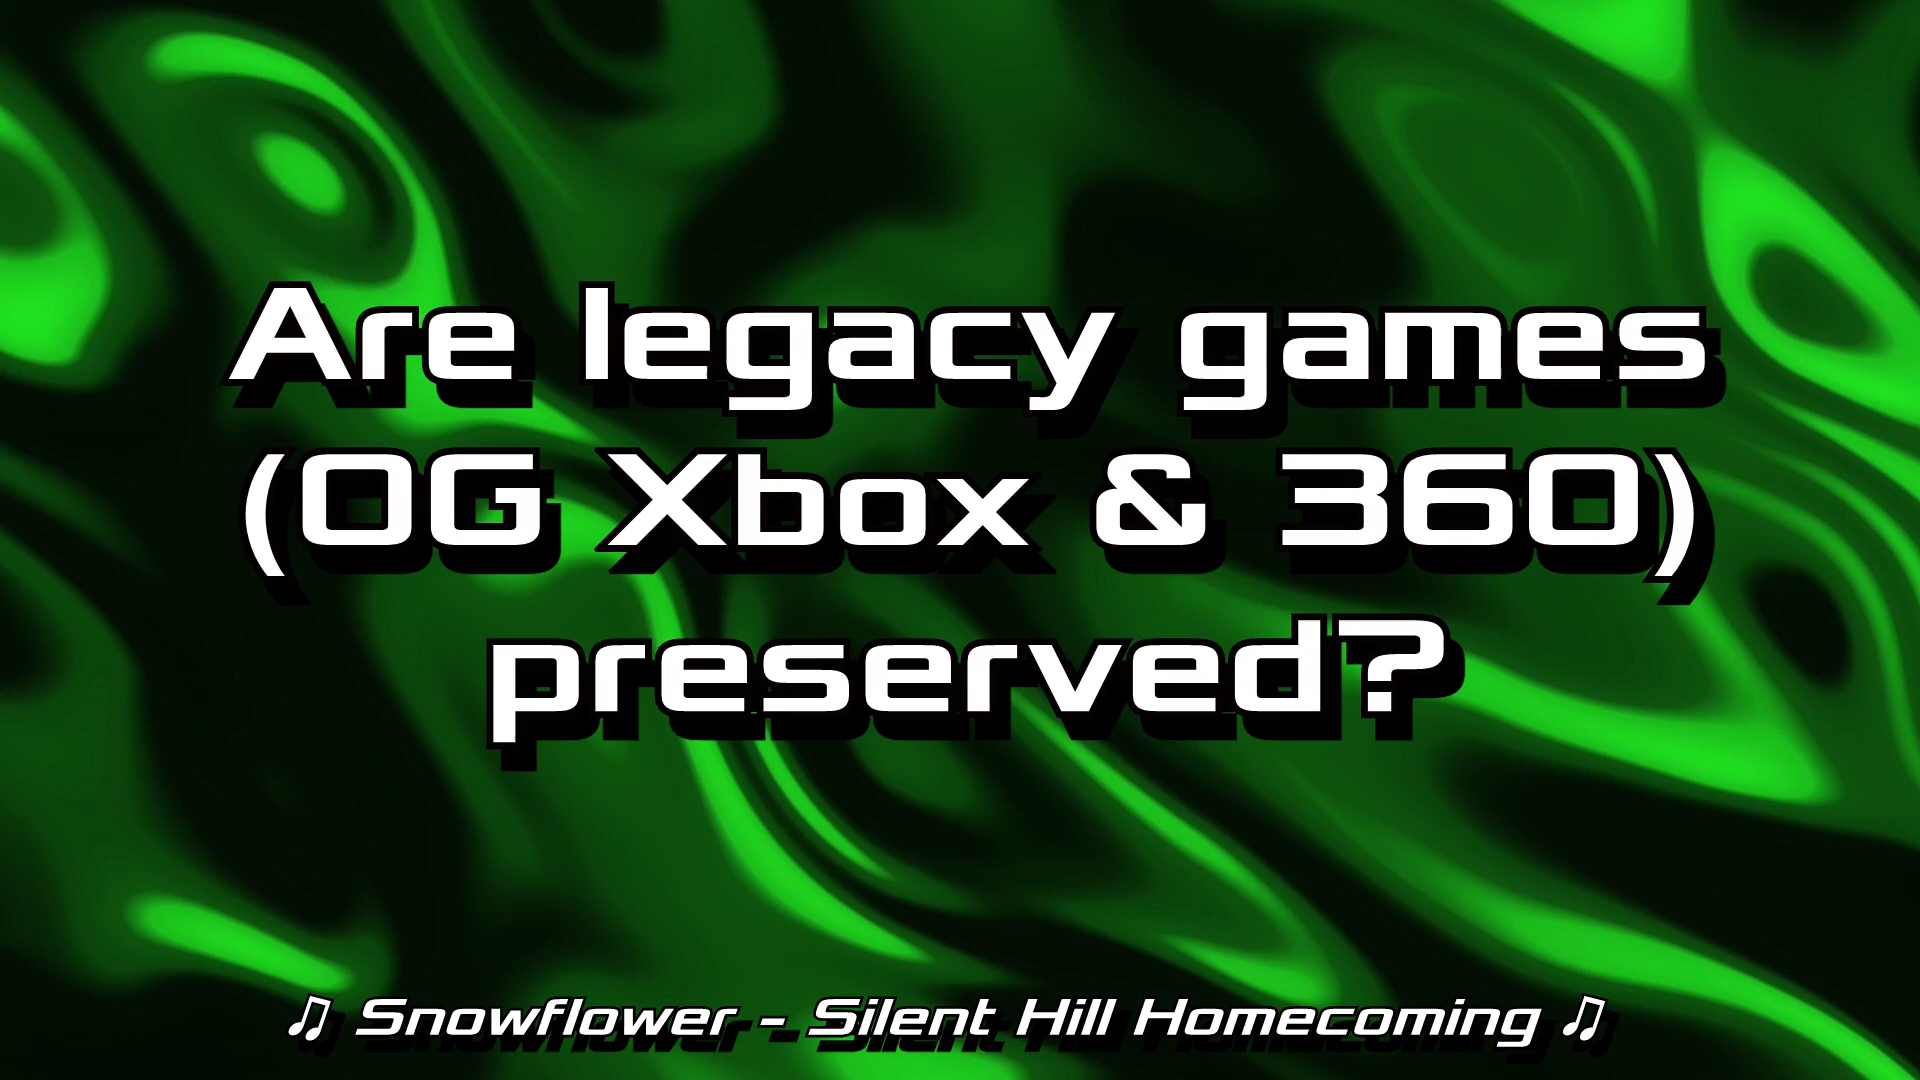 Are legacy games
(OG Xbox & 360)
preserved?
♫ Snowflower - Silent Hill Homecoming ♫